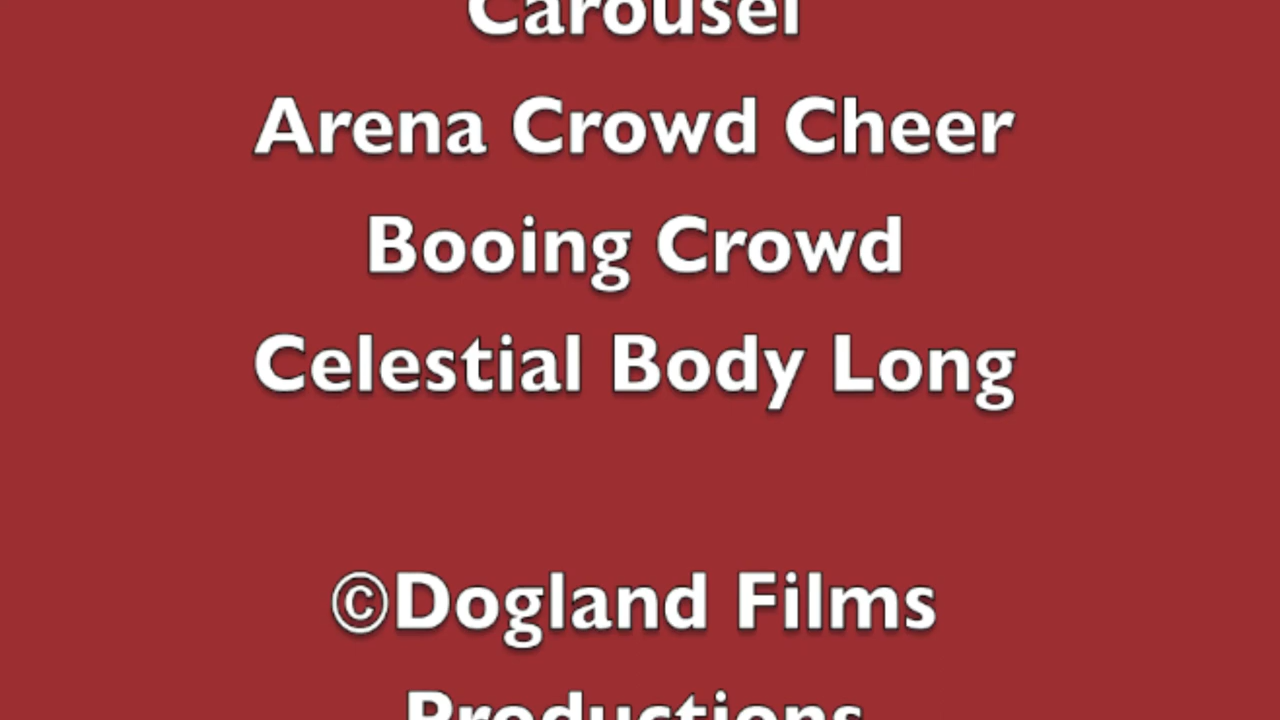 Carousel
Arena Crowd Cheer
Booing Crowd
Celestial Body Long
©Dogland Films
Productions